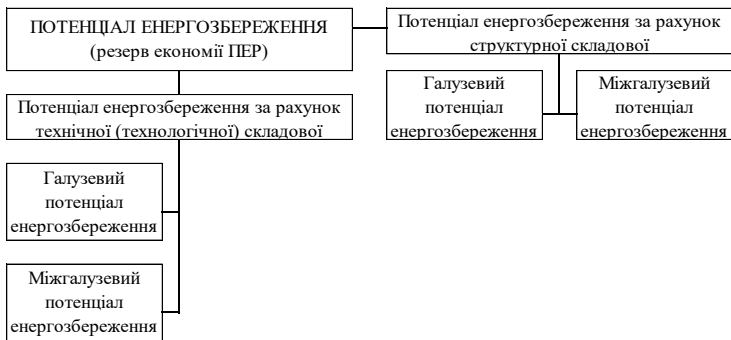 ПОТЕНЦІАЛ ЕНЕРГОЗБЕРЕЖЕННЯ
(резерв економії ПЕР)
Потенціал енергозбереження за рахунок
структурної складової
Галузевий
потенціал
енергозбереження
Міжгалузевий
потенціал
енергозбереження
Потенціал енергозбереження за рахунок
технічної (технологічної) складової
Галузевий
потенціал
енергозбереження
Міжгалузевий
потенціал
енергозбереження